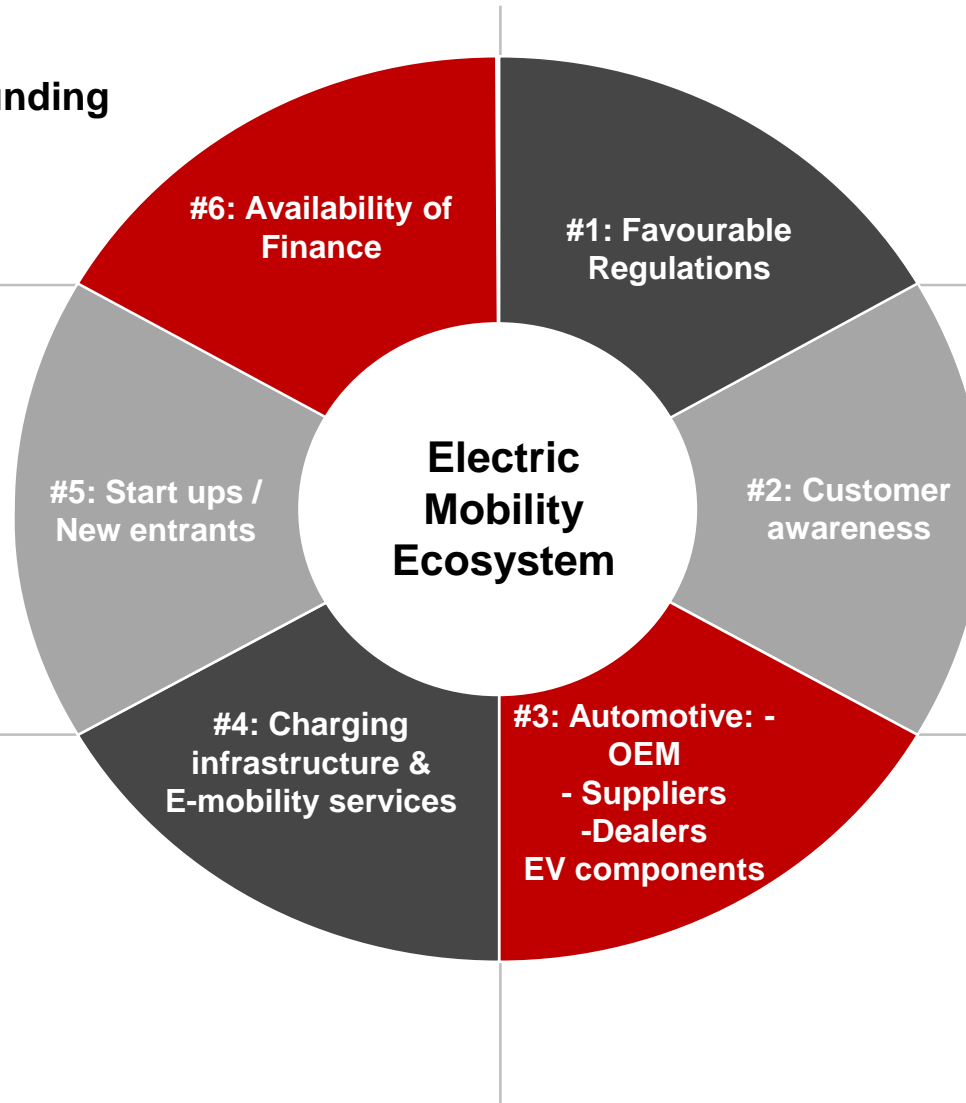 #6: Availability of
Finance
#1: Favourable
Regulations
#5: Start ups /
New entrants
Electric
Mobility
Ecosystem
#2: Customer
awareness
#4: Charging
infrastructure &
E-mobility services
#3: Automotive: -
OEM
- Suppliers
-Dealers
EV components